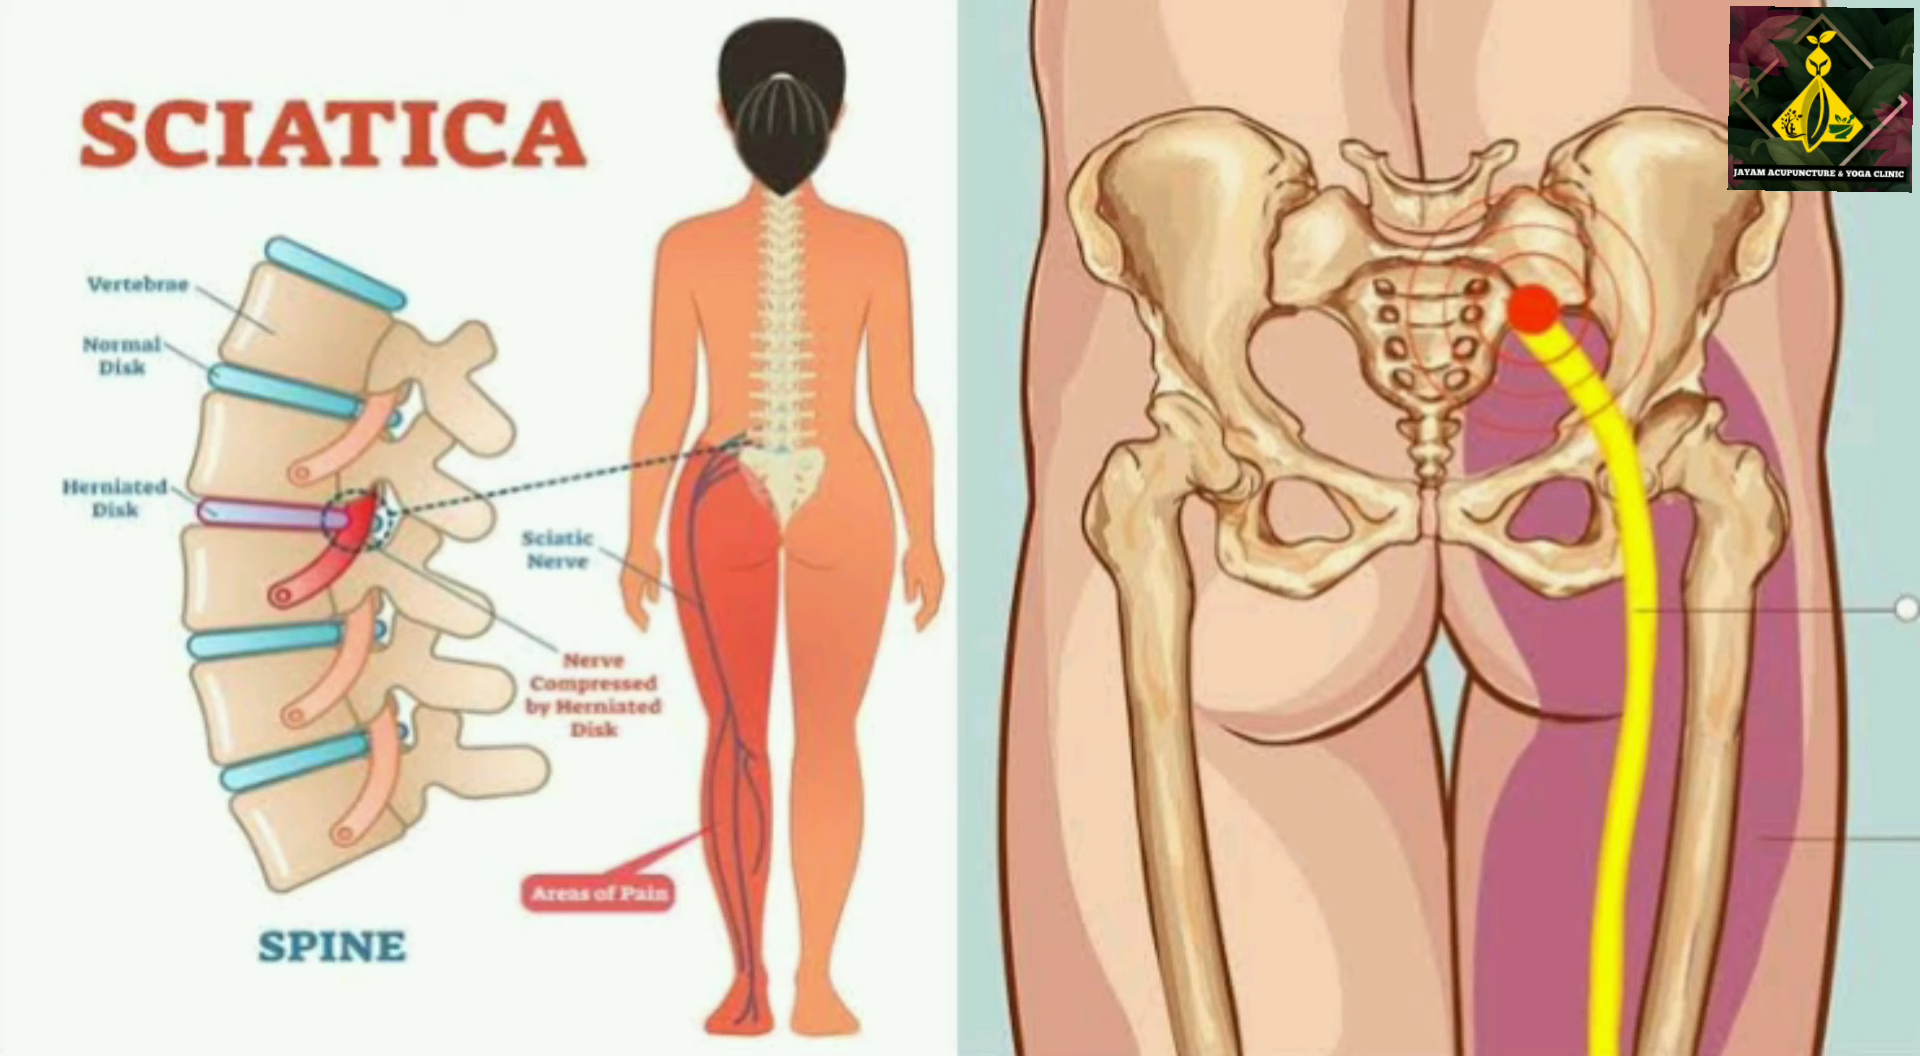 SCIATICA
Vertebrae
Normal
Disk
Herniated
Disk
Sciatic
Nerve
Nerve
Compressed
by Herniated
Disk
Areas of Pain
SPINE
JAYAM ACUPUNCTURE & YOGA CLINIC